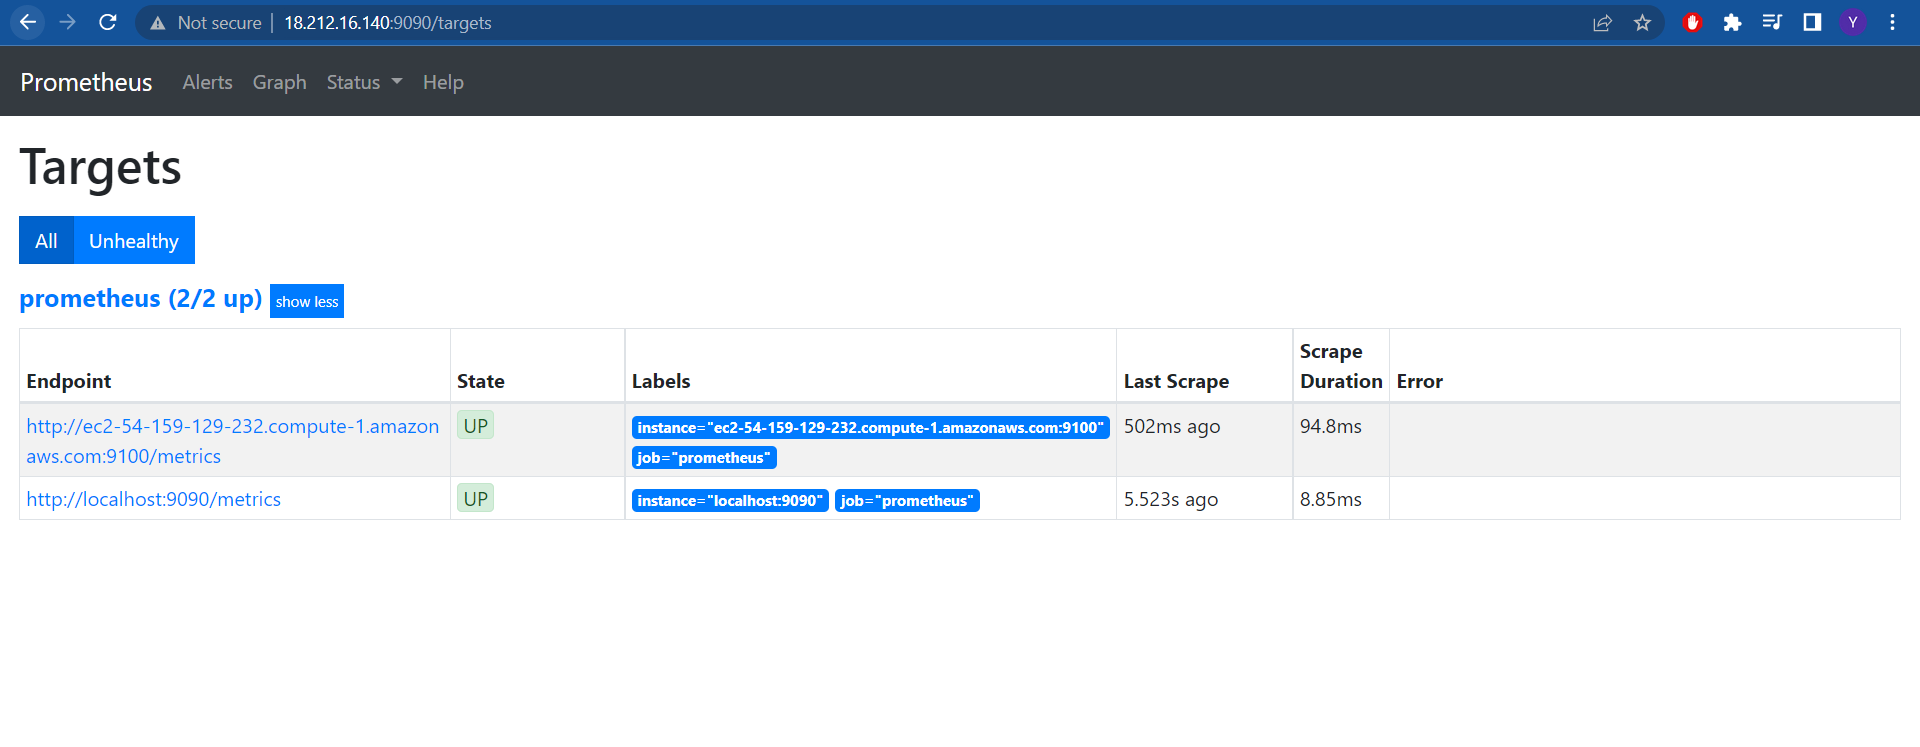 Not secure | 18.212.16.140:9090/targets
Y
Prometheus Alerts Graph Status Help
Targets
All Unhealthy
prometheus (2/2 up) show less
Endpoint State Labels Last Scrape Scrape Duration Error
http://ec2-54-159-129-232.compute-1.amazon
aws.com:9100/metrics
UP
instance="ec2-54-159-129-232.compute-1.amazonaws.com:9100"
job="prometheus"
502ms ago
94.8ms
http://localhost:9090/metrics UP instance="localhost:9090" job="prometheus" 5.523s ago 8.85ms